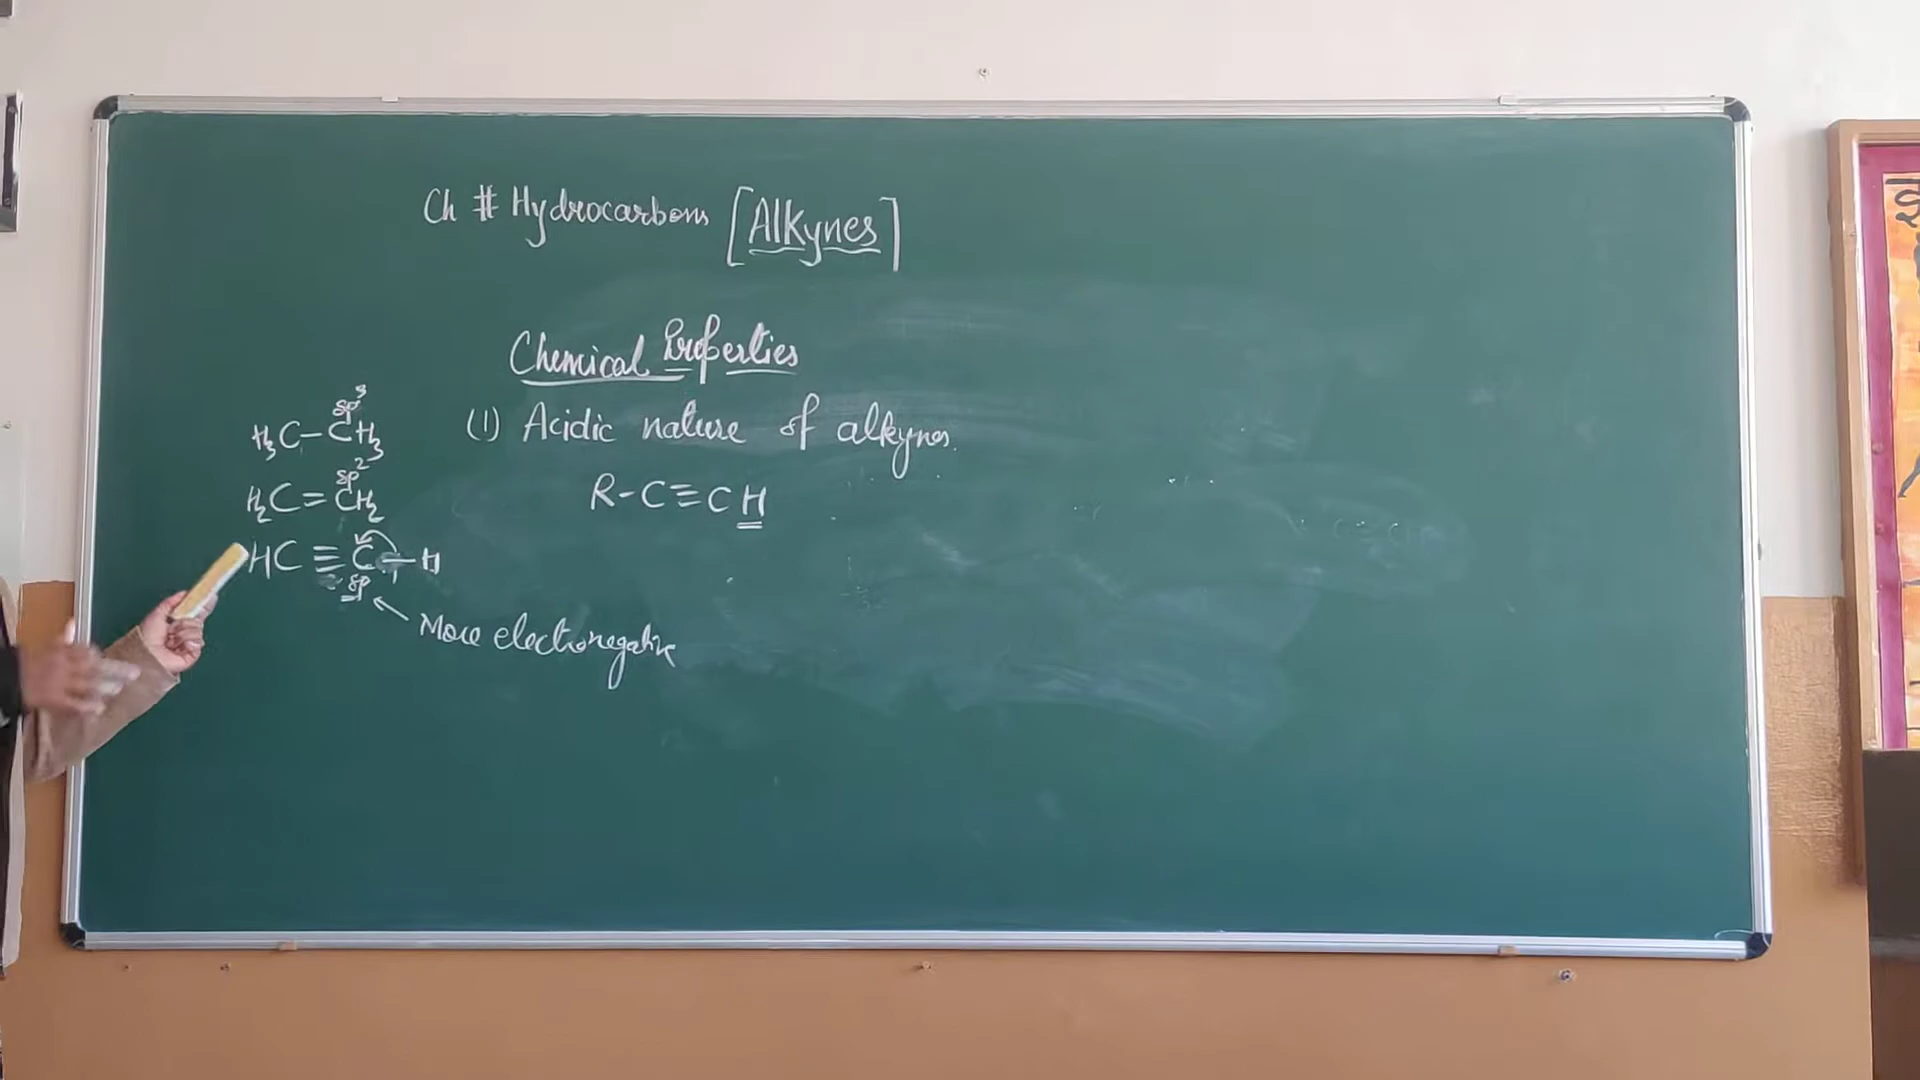 Ch # Hydrocarbons [Alkynes]
Chemical Properties
(1) Acidic nature of alkynes.
R-C≡CH
sp³
H₃C-CH₃
sp²
H₂C=CH₂
HC≡C-H
sp
More electronegative